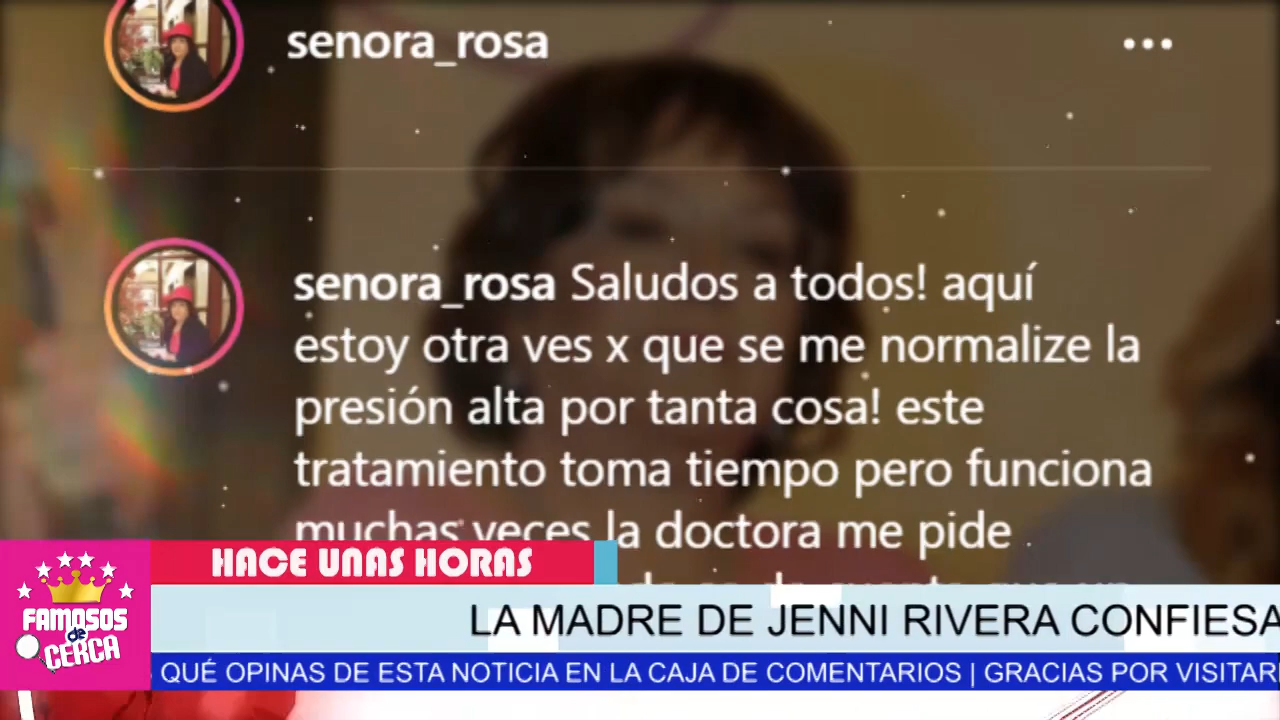 senora_rosa
senora_rosa Saludos a todos! aquí
estoy otra ves x que se me normalize la
presión alta por tanta cosa! este
tratamiento toma tiempo pero funciona
muchas veces la doctora me pide
HACE UNAS HORAS
LA MADRE DE JENNI RIVERA CONFIESA
QUÉ OPINAS DE ESTA NOTICIA EN LA CAJA DE COMENTARIOS | GRACIAS POR VISITAR
FAMOSOS
de
CERCA